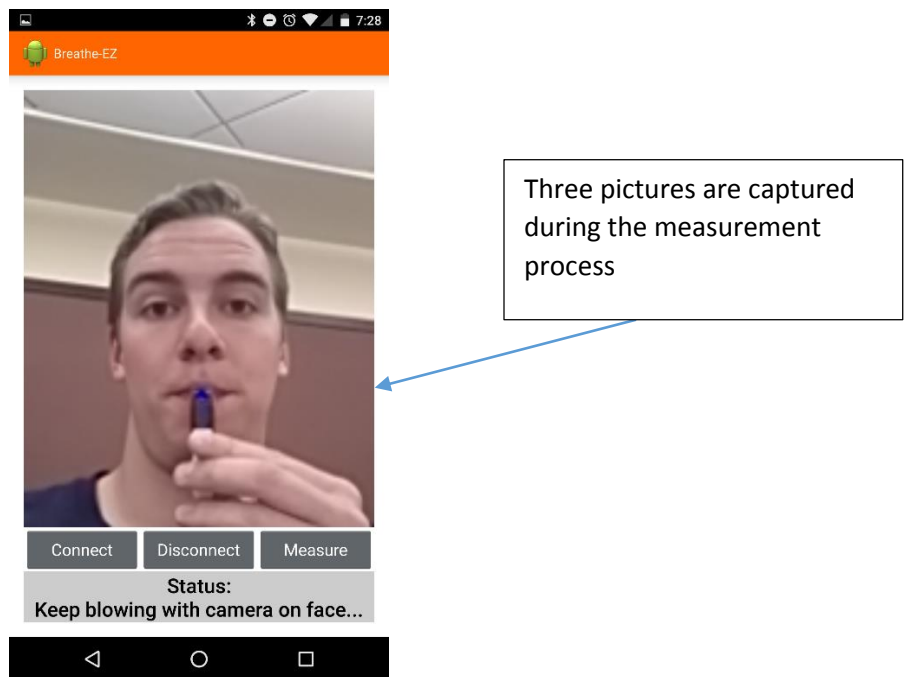 7:28
Breathe-EZ
Three pictures are captured
during the measurement
process
Connect Disconnect Measure
Status:
Keep blowing with camera on face...